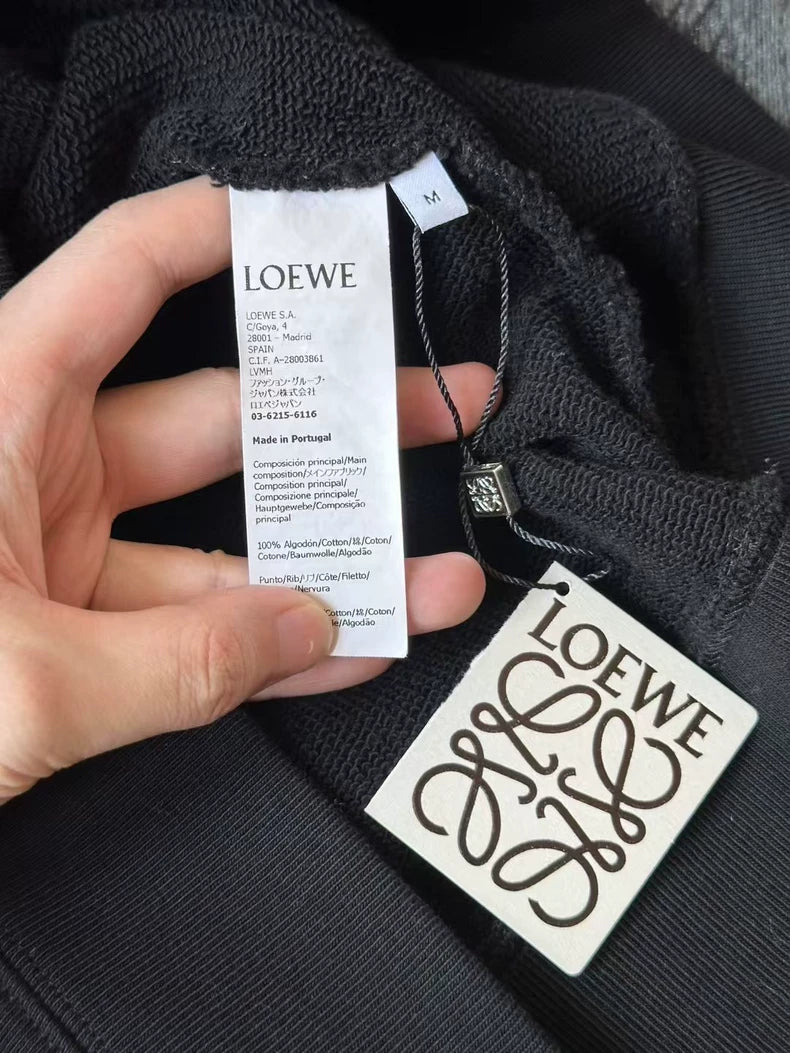 M
LOEWE
LOEWE S.A.
C/Goya, 4
28001 - Madrid
SPAIN
C.I.F. A-28003861
LVMH
ファッション・グループ・
ジャパン株式会社
ロエベジャパン
03-6215-6116
Made in Portugal
Composición principal/Main
composition/メインファブリック/
Composition principal/
Composizione principale/
Hauptgewebe/Composição
principal
100% Algodón/Cotton/綿/Coton/
Cotone/Baumwolle/Algodão
Punto/Rib/リブ/Côte/Filetto/
/Nervura
Cotton/綿/Coton/
/Algodão
LOEWE